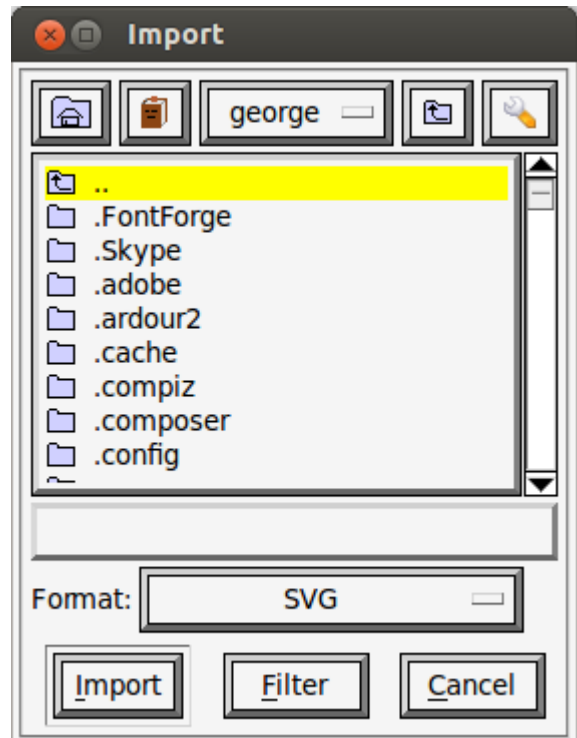 Import
george
..
.FontForge
.Skype
.adobe
.ardour2
.cache
.compiz
.composer
.config
Format: SVG
Import Filter Cancel